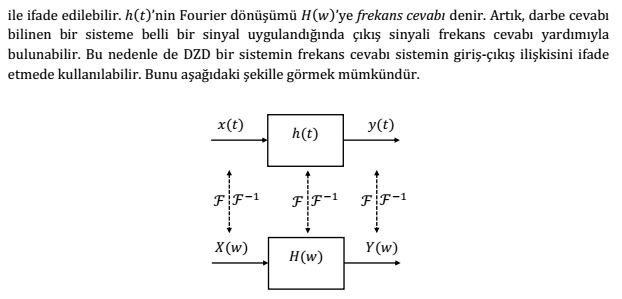 ile ifade edilebilir. h(t)'nin Fourier dönüşümü H(w)'ye frekans cevabı denir. Artık, darbe cevabı
bilinen bir sisteme belli bir sinyal uygulandığında çıkış sinyali frekans cevabı yardımıyla
bulunabilir. Bu nedenle de DZD bir sistemin frekans cevabı sistemin giriş-çıkış ilişkisini ifade
etmede kullanılabilir. Bunu aşağıdaki şekille görmek mümkündür.
x(t) h(t) y(t)
ℱ ℱ⁻¹ ℱ ℱ⁻¹ ℱ ℱ⁻¹
X(w) H(w) Y(w)